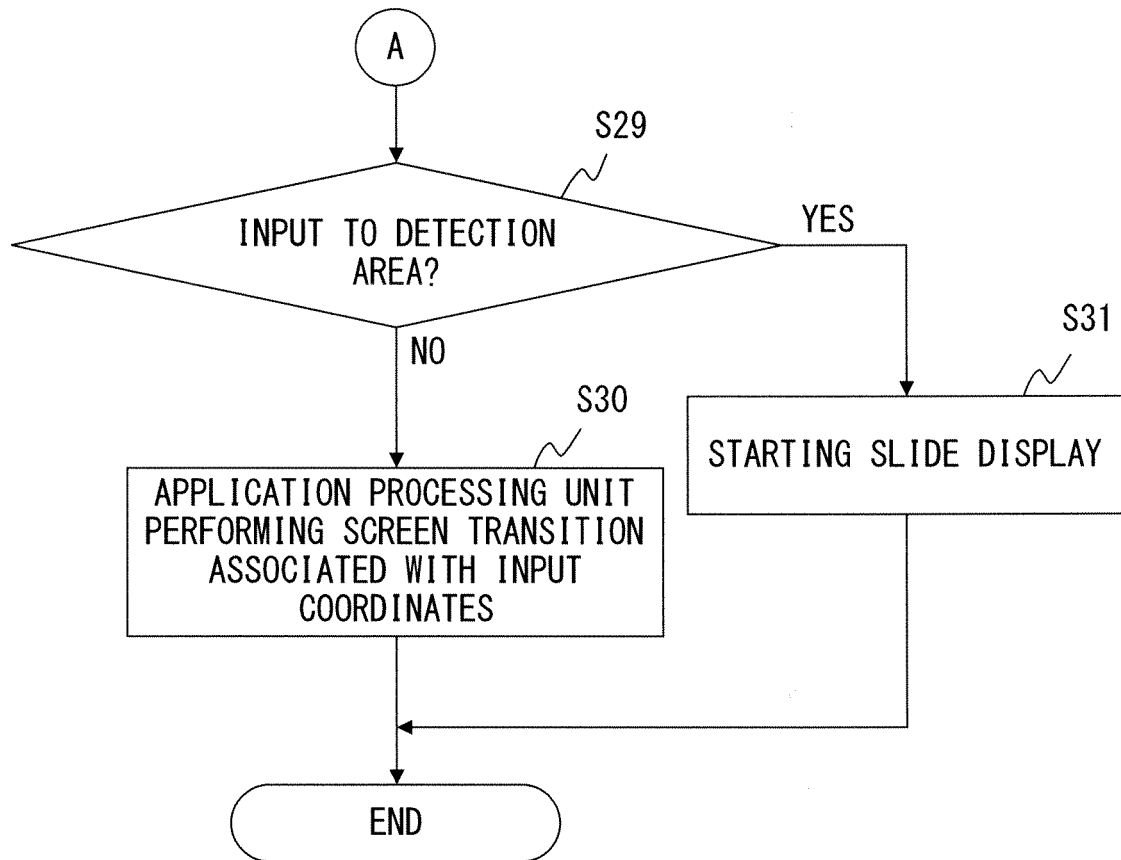 A
S29
INPUT TO DETECTION
AREA?
YES
NO
S31
STARTING SLIDE DISPLAY
S30
APPLICATION PROCESSING UNIT
PERFORMING SCREEN TRANSITION
ASSOCIATED WITH INPUT
COORDINATES
END